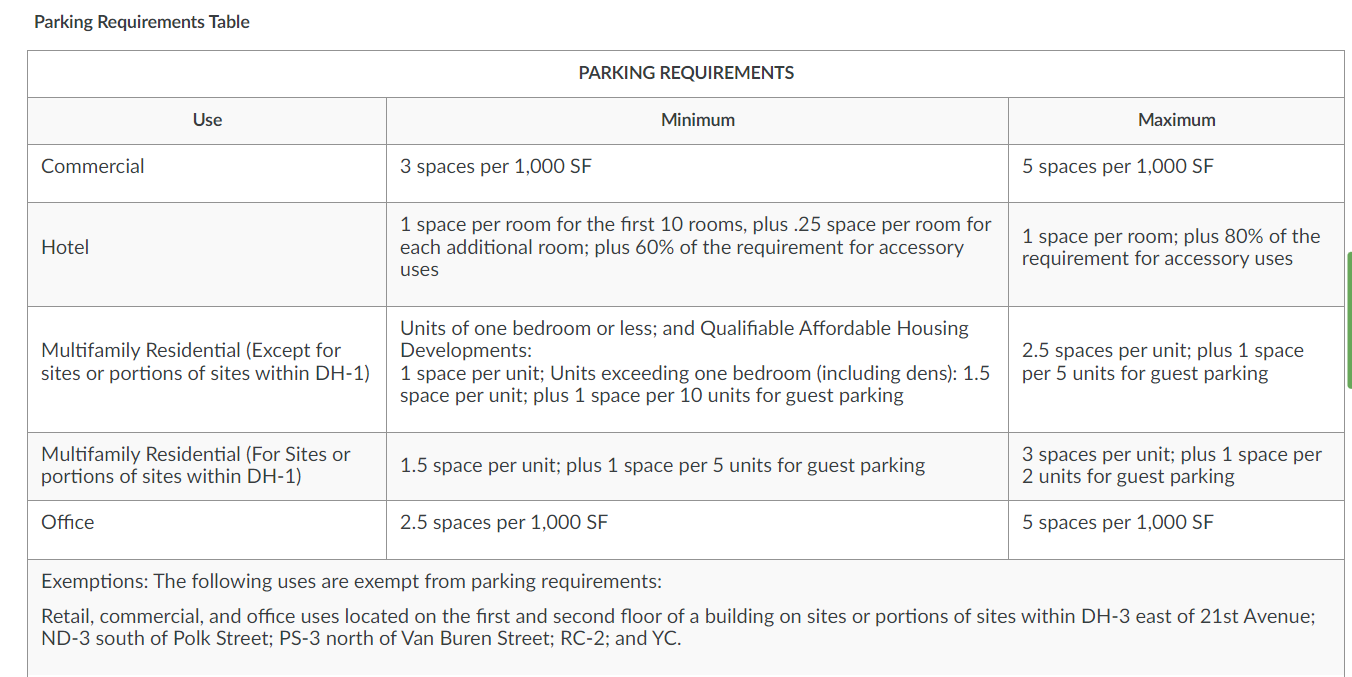 Parking Requirements Table
PARKING REQUIREMENTS
Use
Minimum
Maximum
Commercial
3 spaces per 1,000 SF
5 spaces per 1,000 SF
Hotel
1 space per room for the first 10 rooms, plus .25 space per room for
each additional room; plus 60% of the requirement for accessory
uses
1 space per room; plus 80% of the
requirement for accessory uses
Multifamily Residential (Except for
sites or portions of sites within DH-1)
Units of one bedroom or less; and Qualifiable Affordable Housing
Developments:
1 space per unit; Units exceeding one bedroom (including dens): 1.5
space per unit; plus 1 space per 10 units for guest parking
2.5 spaces per unit; plus 1 space
per 5 units for guest parking
Multifamily Residential (For Sites or
portions of sites within DH-1)
1.5 space per unit; plus 1 space per 5 units for guest parking
3 spaces per unit; plus 1 space per
2 units for guest parking
Office
2.5 spaces per 1,000 SF
5 spaces per 1,000 SF
Exemptions: The following uses are exempt from parking requirements:
Retail, commercial, and office uses located on the first and second floor of a building on sites or portions of sites within DH-3 east of 21st Avenue;
ND-3 south of Polk Street; PS-3 north of Van Buren Street; RC-2; and YC.